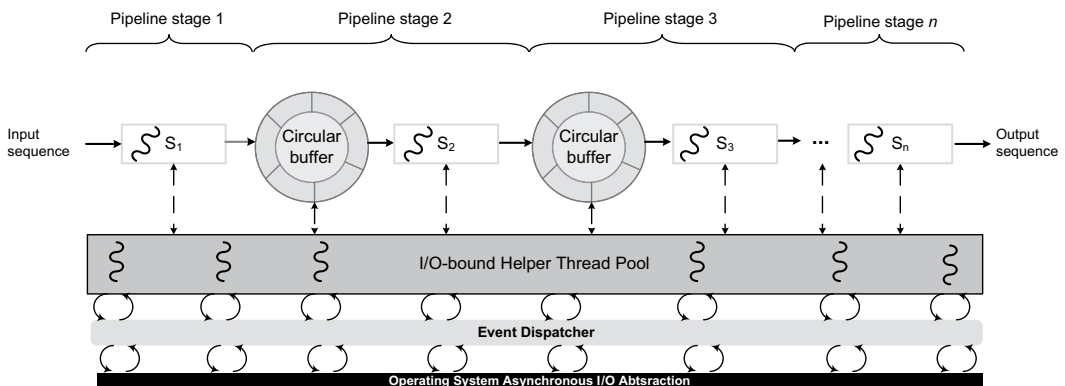 Pipeline stage 1
Pipeline stage 2
Pipeline stage 3
Pipeline stage n
Input
sequence
S1
Circular
buffer
S2
Circular
buffer
S3
...
Sn
Output
sequence
I/O-bound Helper Thread Pool
Event Dispatcher
Operating System Asynchronous I/O Abtsraction